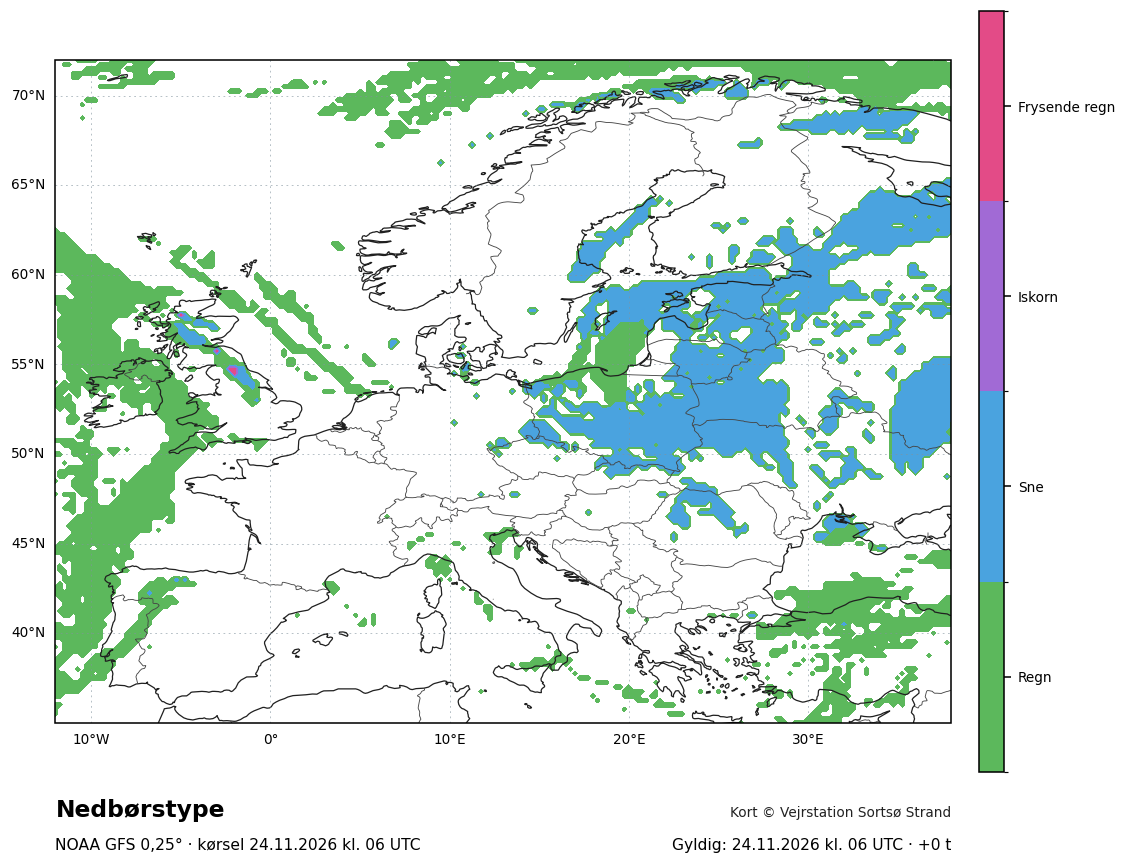 70°N
65°N
60°N
55°N
50°N
45°N
40°N
10°W
0°
10°E
20°E
30°E
Frysende regn
Iskorn
Sne
Regn
Nedbørstype
Kort © Vejrstation Sortsø Strand
NOAA GFS 0,25° · kørsel 24.11.2026 kl. 06 UTC
Gyldig: 24.11.2026 kl. 06 UTC · +0 t